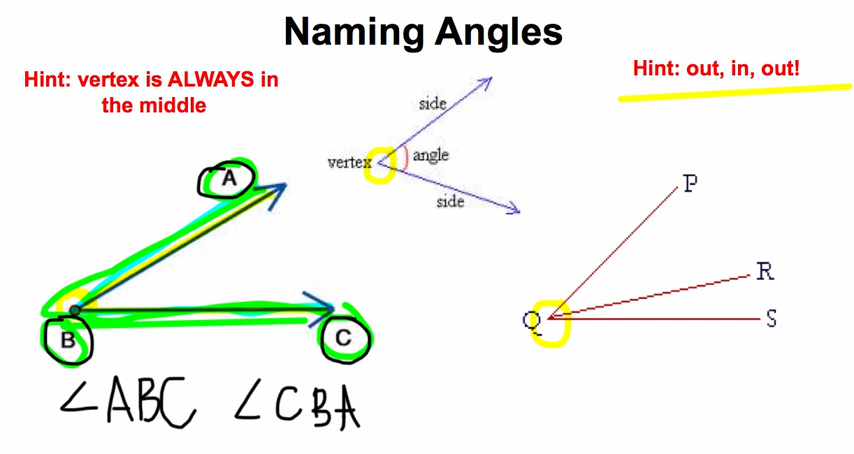 Naming Angles
Hint: vertex is ALWAYS in
the middle
Hint: out, in, out!
side
vertex
angle
side
A
B
C
∠ABC ∠CBA
P
R
Q
S